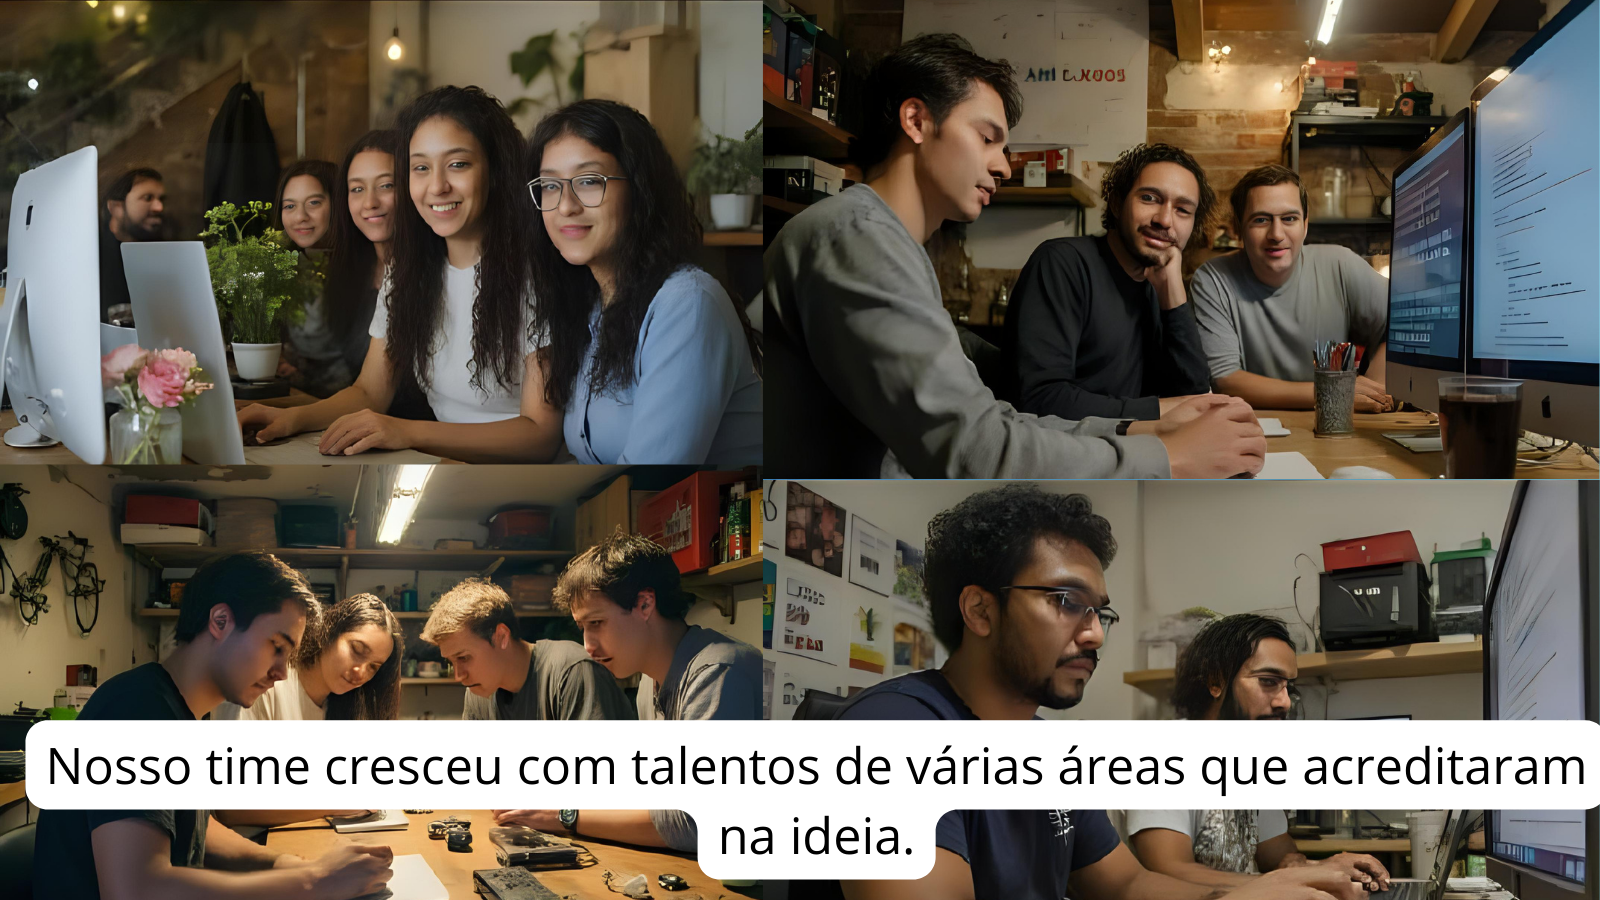 Nosso time cresceu com talentos de várias áreas que acreditaram
na ideia.